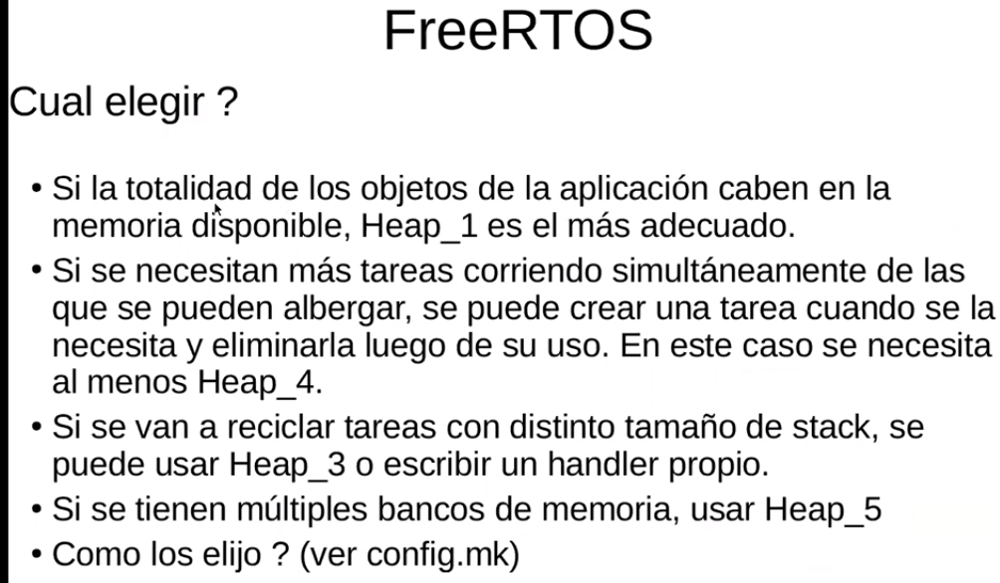 FreeRTOS
Cual elegir ?
• Si la totalidad de los objetos de la aplicación caben en la
memoria disponible, Heap_1 es el más adecuado.
• Si se necesitan más tareas corriendo simultáneamente de las
que se pueden albergar, se puede crear una tarea cuando se la
necesita y eliminarla luego de su uso. En este caso se necesita
al menos Heap_4.
• Si se van a reciclar tareas con distinto tamaño de stack, se
puede usar Heap_3 o escribir un handler propio.
• Si se tienen múltiples bancos de memoria, usar Heap_5
• Como los elijo ? (ver config.mk)